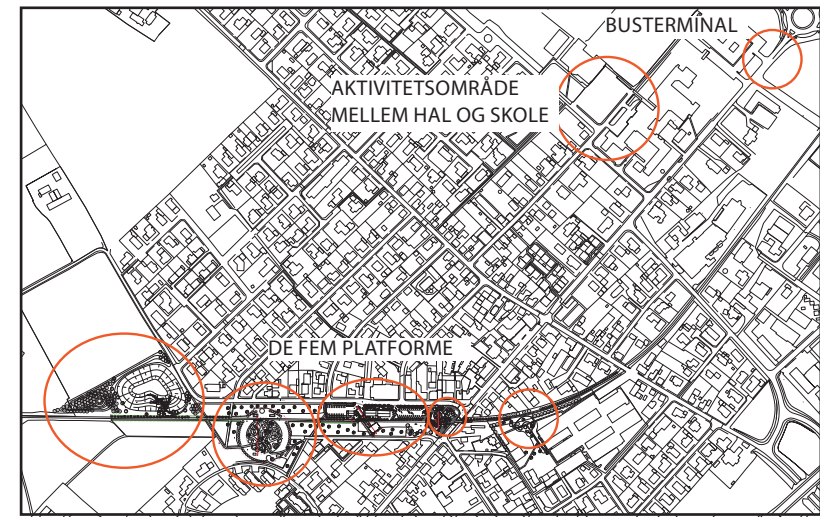 BUSTERMINAL
AKTIVITETSOMRÅDE
MELLEM HAL OG SKOLE
DE FEM PLATFORME